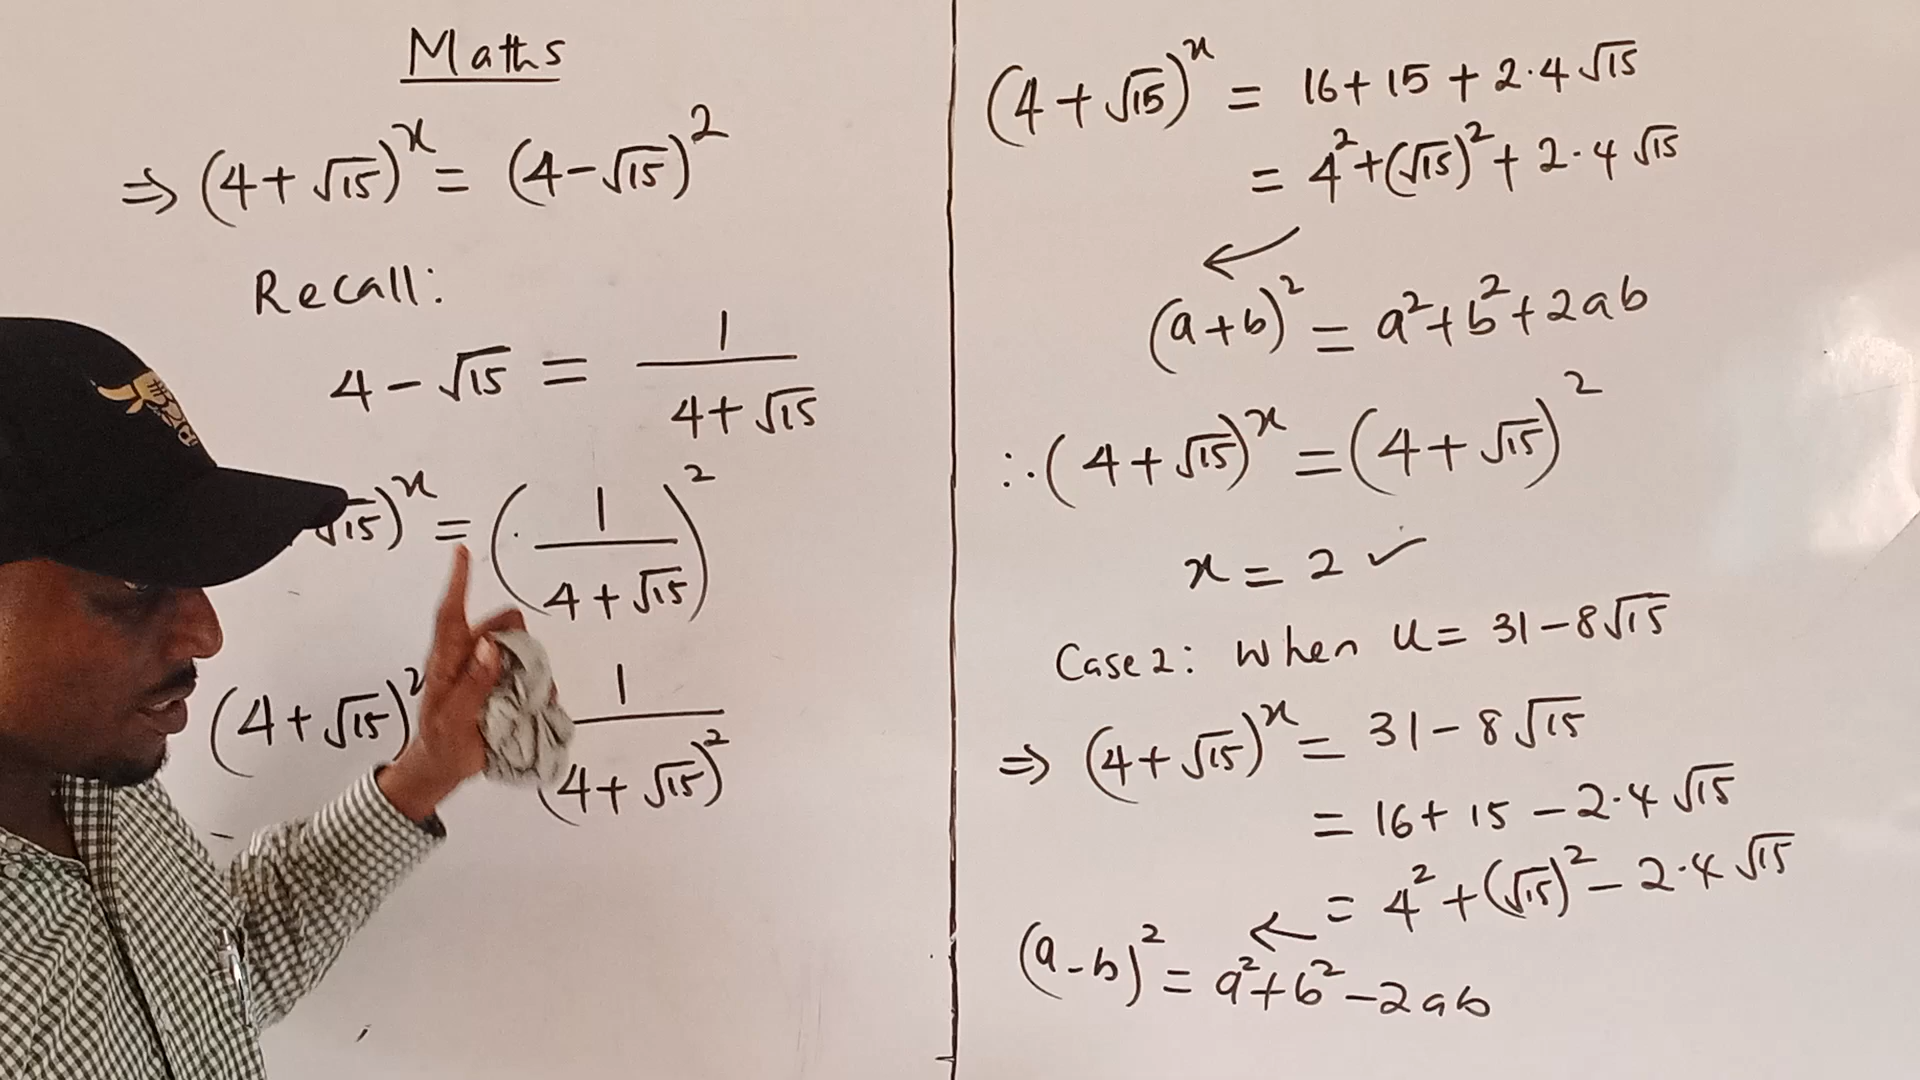 Maths
⇒ (4+√15)^x = (4-√15)^2
Recall:
4-√15 = 1/(4+√15)
√15)^x = (1/(4+√15))^2
(4+√15)^x 1/(4+√15)^2
(4+√15)^x = 16+15+2·4√15
= 4^2+(√15)^2+2·4√15
←
(a+b)^2 = a^2+b^2+2ab
∴ (4+√15)^x = (4+√15)^2
x = 2 ✓
Case 2: when u = 31-8√15
⇒ (4+√15)^x = 31-8√15
= 16+15-2·4√15
← = 4^2+(√15)^2-2·4√15
(a-b)^2 = a^2+b^2-2ab